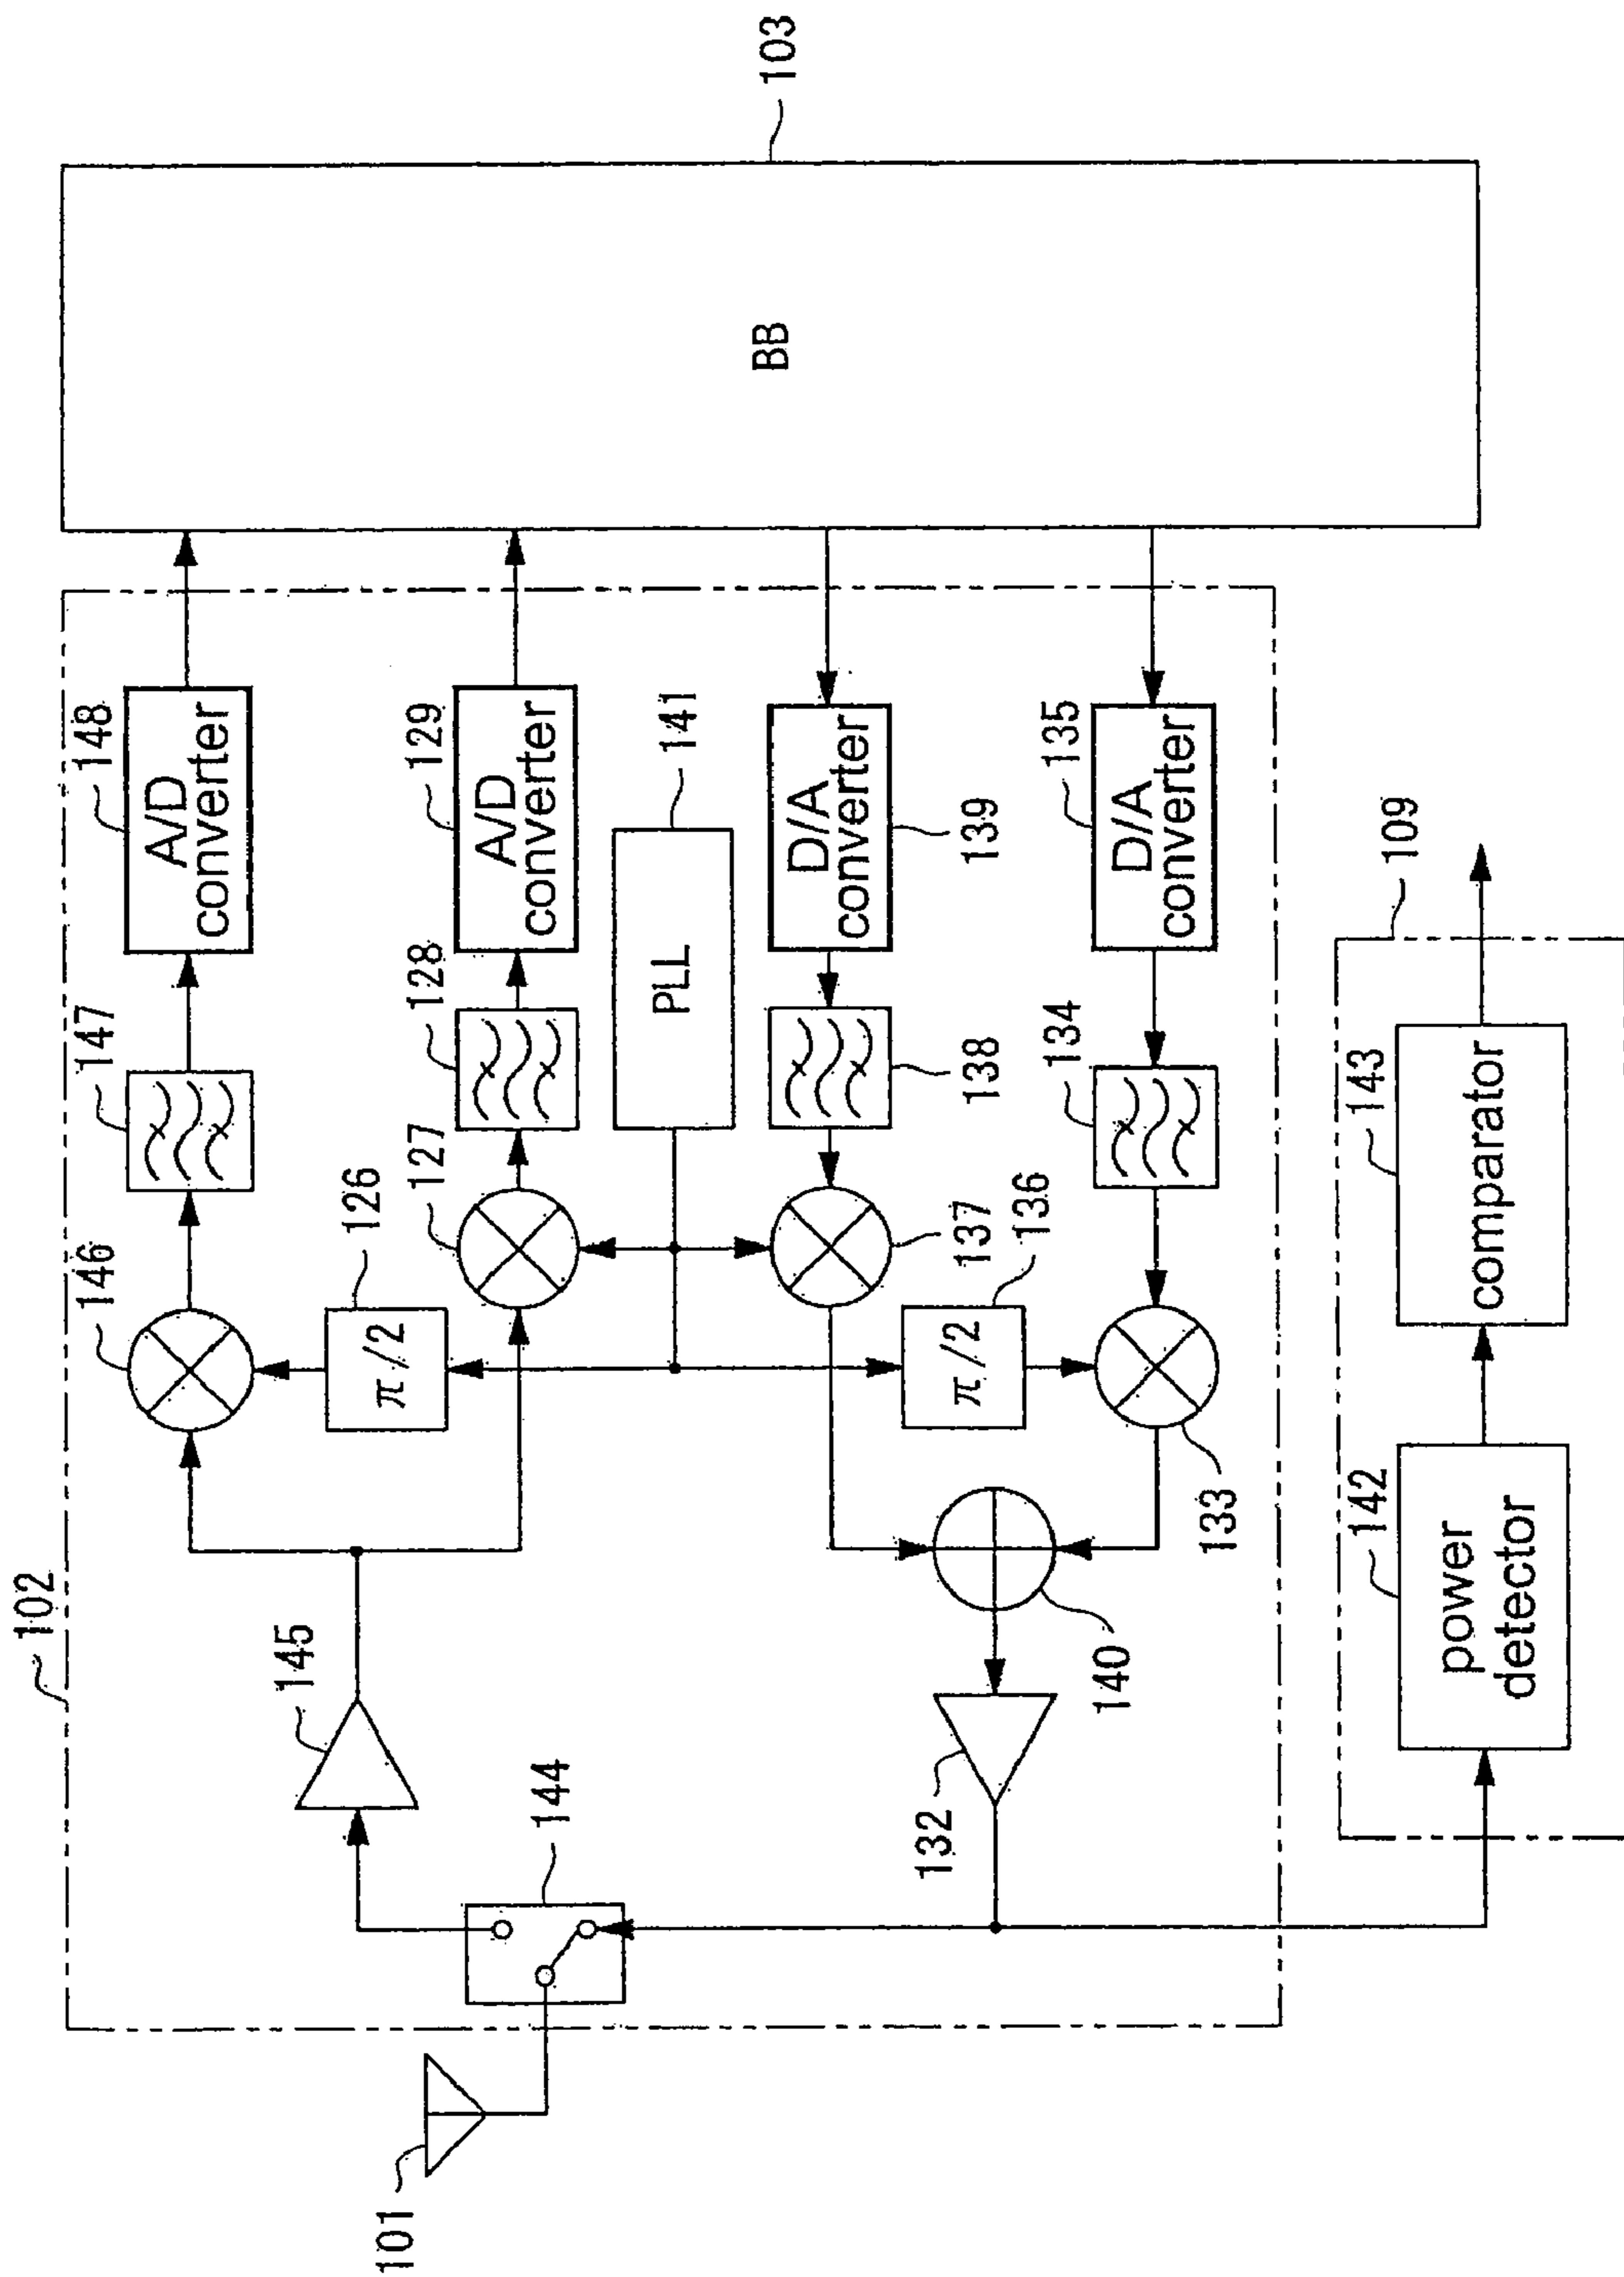 102
148
A/D
converter
147
146
126
π/2
145
129
A/D
converter
128
127
141
PLL
144
101
BB
103
D/A
converter
139
138
137
136
π/2
135
D/A
converter
134
133
140
132
109
142
power
detector
143
comparator